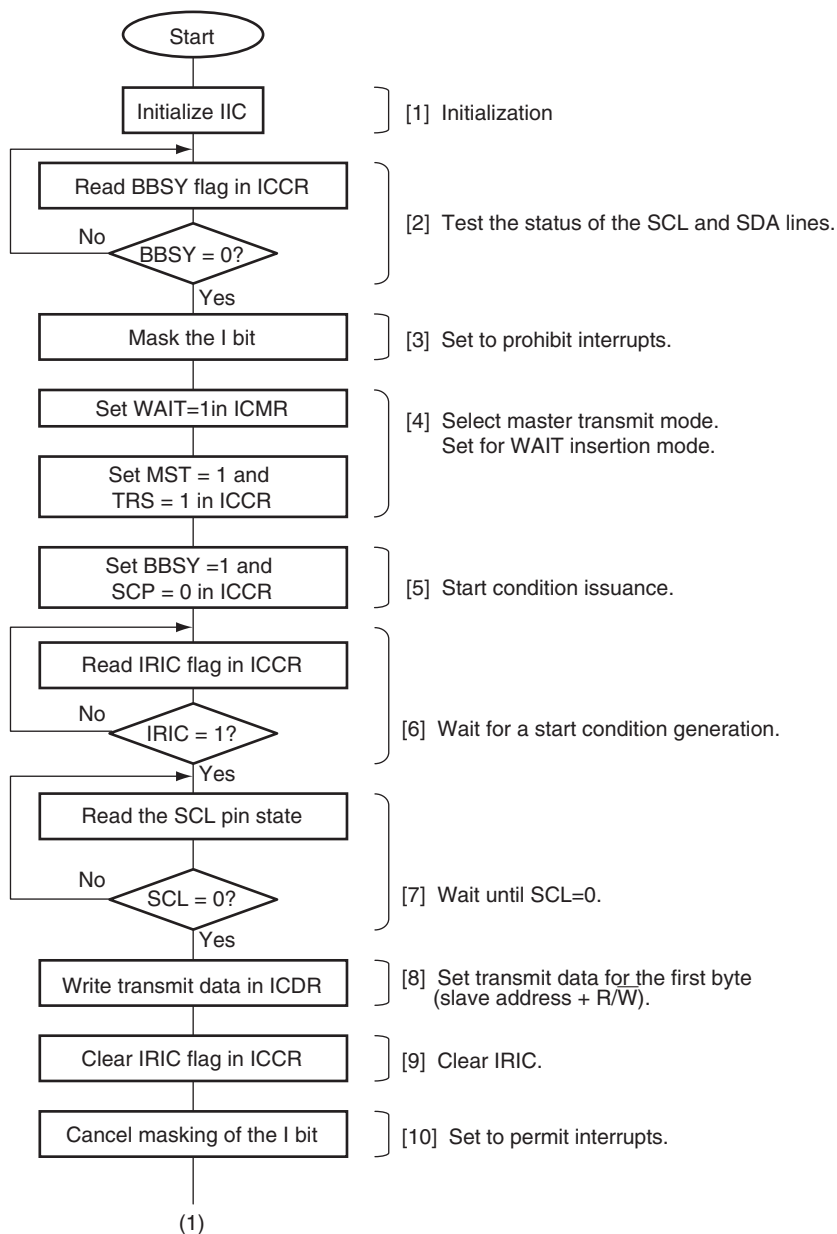 Start
Initialize IIC
[1] Initialization
Read BBSY flag in ICCR
[2] Test the status of the SCL and SDA lines.
No
BBSY = 0?
Yes
Mask the I bit
[3] Set to prohibit interrupts.
Set WAIT=1in ICMR
[4] Select master transmit mode.
Set for WAIT insertion mode.
Set MST = 1 and
TRS = 1 in ICCR
Set BBSY =1 and
SCP = 0 in ICCR
[5] Start condition issuance.
Read IRIC flag in ICCR
No
IRIC = 1?
[6] Wait for a start condition generation.
Yes
Read the SCL pin state
No
SCL = 0?
[7] Wait until SCL=0.
Yes
Write transmit data in ICDR
[8] Set transmit data for the first byte
(slave address + R/W̅).
Clear IRIC flag in ICCR
[9] Clear IRIC.
Cancel masking of the I bit
[10] Set to permit interrupts.
(1)